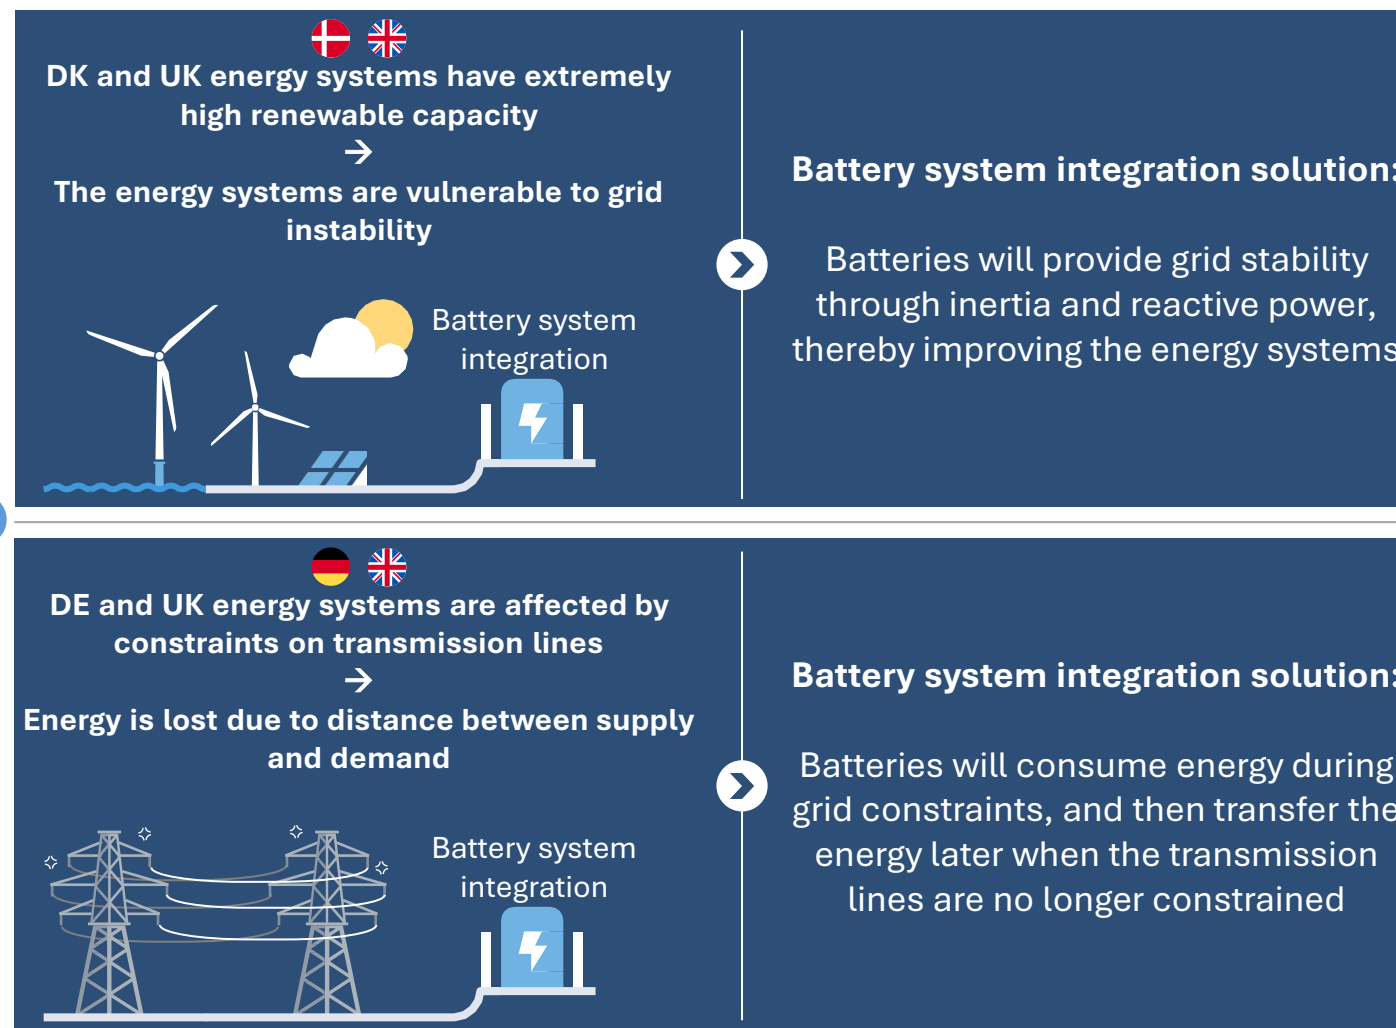 DK and UK energy systems have extremely
high renewable capacity
→
The energy systems are vulnerable to grid
instability
Battery system
integration
Battery system integration solution:
Batteries will provide grid stability
through inertia and reactive power,
thereby improving the energy systems
DE and UK energy systems are affected by
constraints on transmission lines
→
Energy is lost due to distance between supply
and demand
Battery system
integration
Battery system integration solution:
Batteries will consume energy during
grid constraints, and then transfer the
energy later when the transmission
lines are no longer constrained